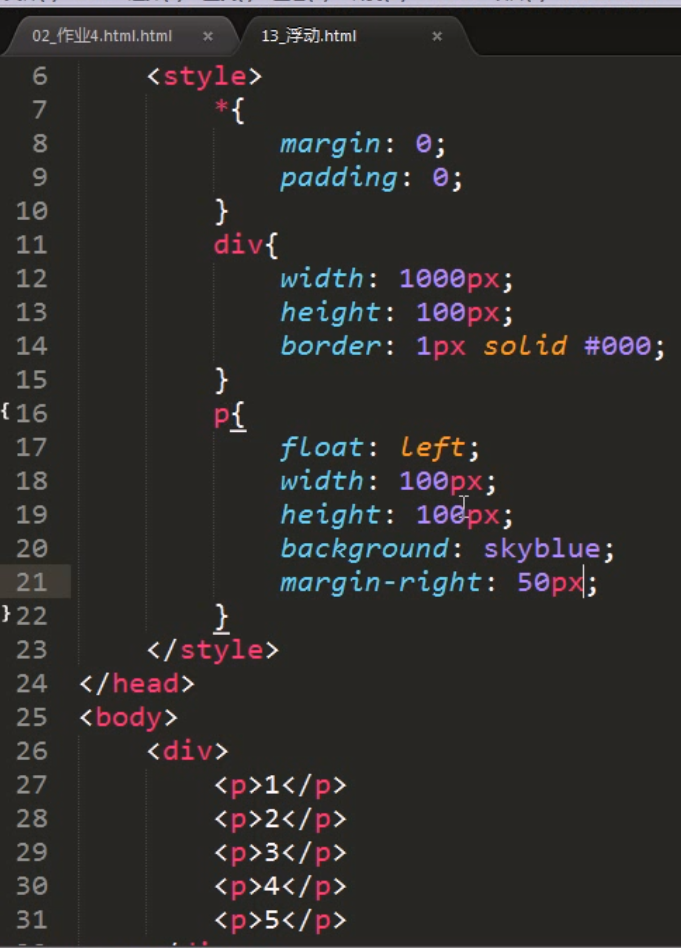 02_作业4.html.html × 13_浮动.html ×
6 <style>
7 *{
8 margin: 0;
9 padding: 0;
10 }
11 div{
12 width: 1000px;
13 height: 100px;
14 border: 1px solid #000;
15 }
{16 p{
17 float: left;
18 width: 100px;
19 height: 100px;
20 background: skyblue;
21 margin-right: 50px;
}22 }
23 </style>
24 </head>
25 <body>
26 <div>
27 <p>1</p>
28 <p>2</p>
29 <p>3</p>
30 <p>4</p>
31 <p>5</p>